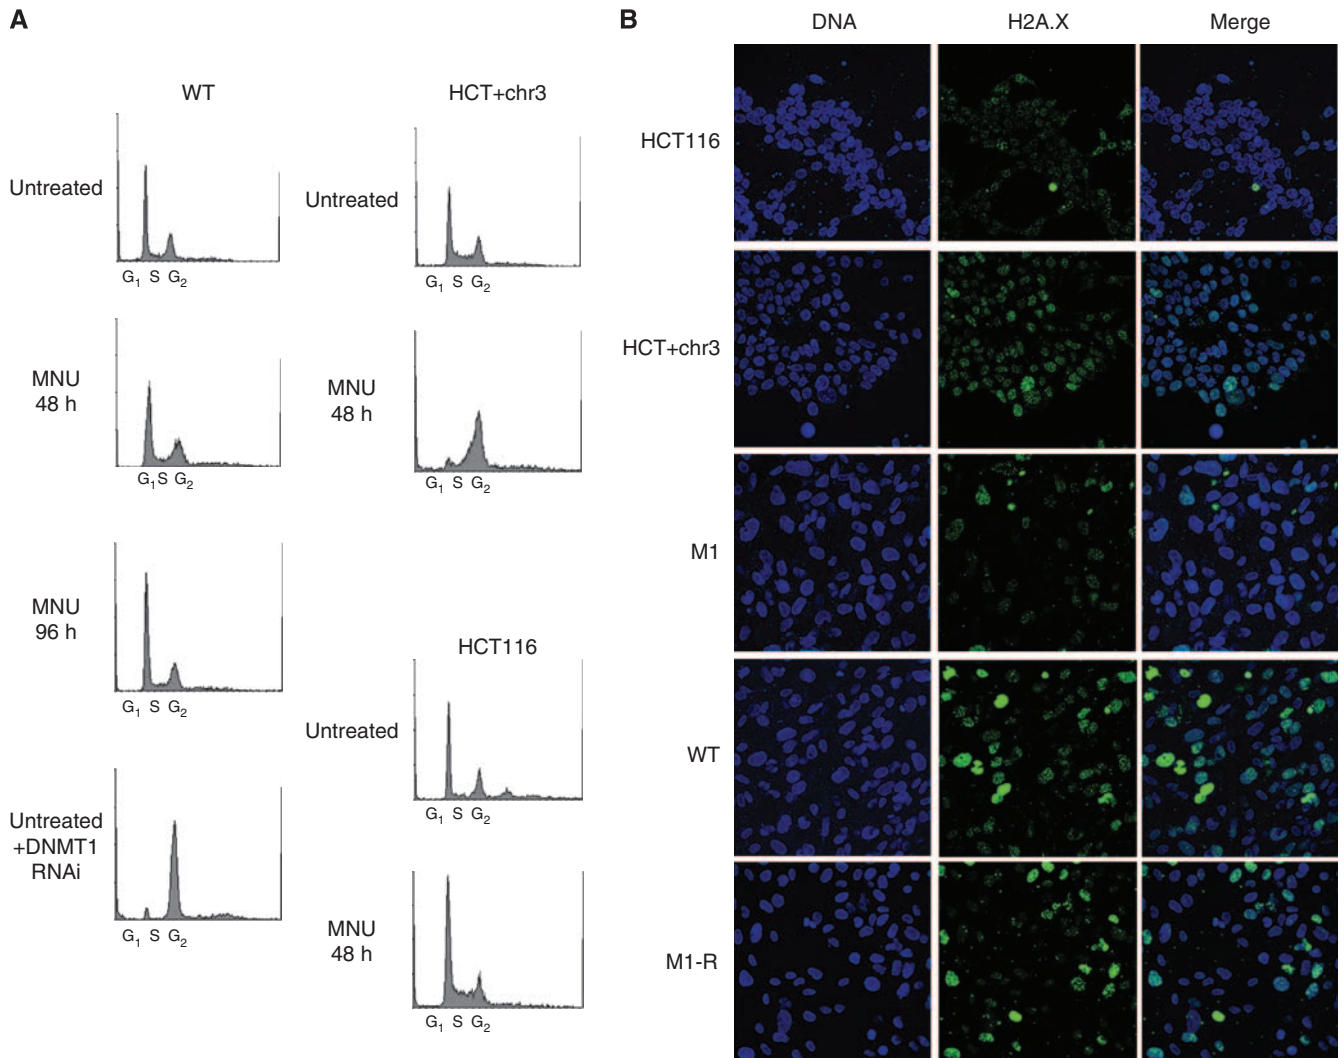 A
WT
HCT+chr3
Untreated
G1 S G2
Untreated
G1 S G2
MNU
48 h
G1 S G2
MNU
48 h
G1 S G2
MNU
96 h
G1 S G2
HCT116
Untreated
G1 S G2
Untreated
+DNMT1
RNAi
G1 S G2
MNU
48 h
G1 S G2
B
DNA
H2A.X
Merge
HCT116
HCT+chr3
M1
WT
M1-R